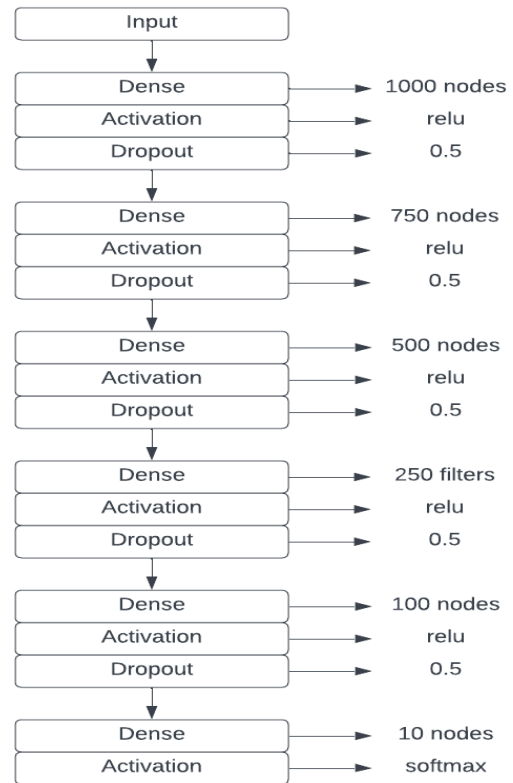 Input
Dense 1000 nodes
Activation relu
Dropout 0.5
Dense 750 nodes
Activation relu
Dropout 0.5
Dense 500 nodes
Activation relu
Dropout 0.5
Dense 250 filters
Activation relu
Dropout 0.5
Dense 100 nodes
Activation relu
Dropout 0.5
Dense 10 nodes
Activation softmax